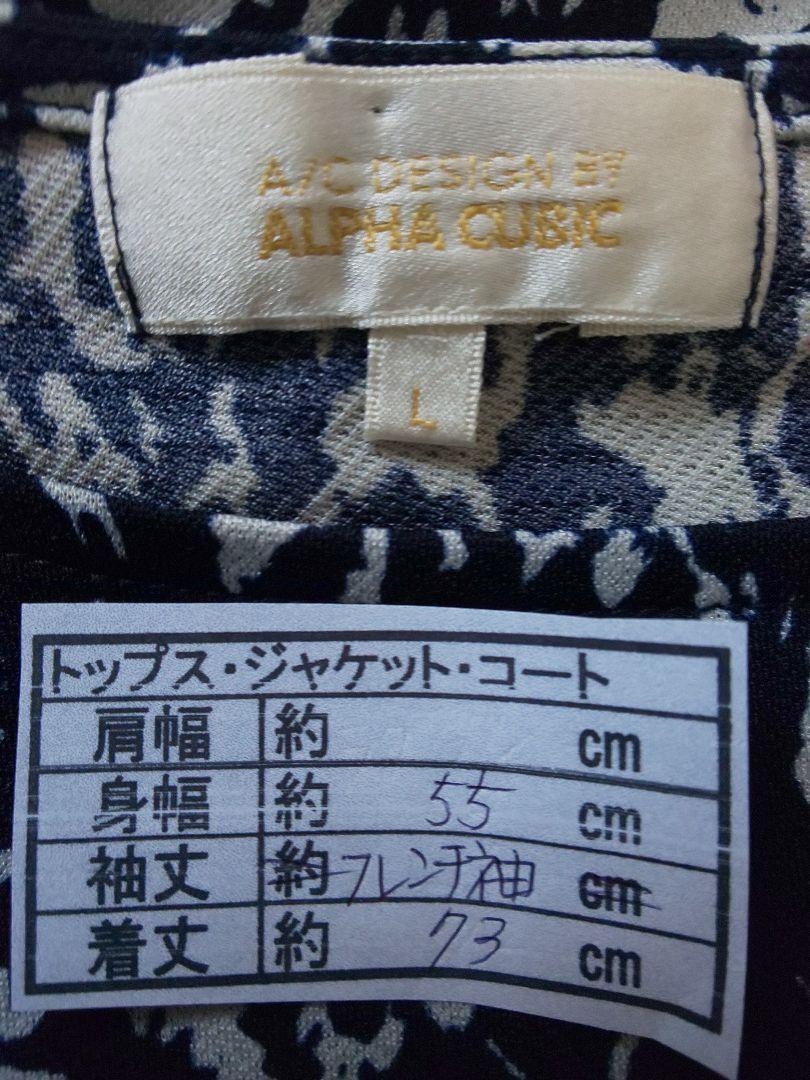 A/C DESIGN BY
ALPHA CUBIC
L
トップス・ジャケット・コート
肩幅 約 cm
身幅 約 55 cm
袖丈 約 フレンチ袖 cm
着丈 約 73 cm